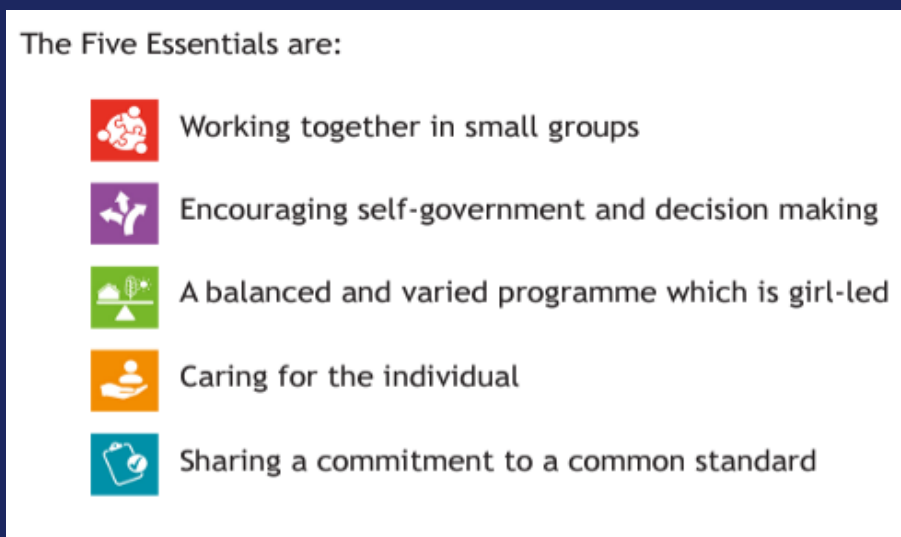 The Five Essentials are:
Working together in small groups
Encouraging self-government and decision making
A balanced and varied programme which is girl-led
Caring for the individual
Sharing a commitment to a common standard